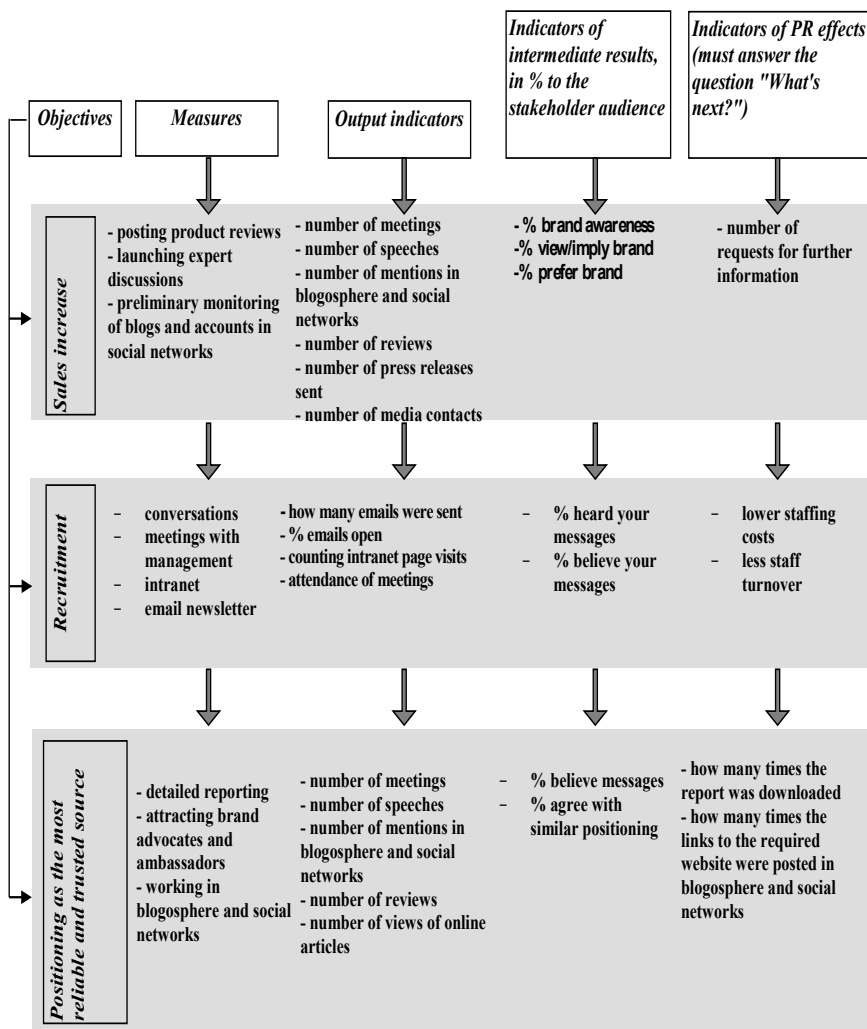 Objectives
Measures
Output indicators
Indicators of
intermediate results,
in % to the
stakeholder audience
Indicators of PR effects
(must answer the
question "What's
next?")
Sales increase
- posting product reviews
- launching expert
discussions
- preliminary monitoring
of blogs and accounts in
social networks
- number of meetings
- number of speeches
- number of mentions in
blogosphere and social
networks
- number of reviews
- number of press releases
sent
- number of media contacts
-% brand awareness
-% view/imply brand
-% prefer brand
- number of
requests for further
information
Recruitment
- conversations
- meetings with
management
- intranet
- email newsletter
- how many emails were sent
- % emails open
- counting intranet page visits
- attendance of meetings
- % heard your
messages
- % believe your
messages
- lower staffing
costs
- less staff
turnover
Positioning as the most
reliable and trusted source
- detailed reporting
- attracting brand
advocates and
ambassadors
- working in
blogosphere and social
networks
- number of meetings
- number of speeches
- number of mentions in
blogosphere and social
networks
- number of reviews
- number of views of online
articles
- % believe messages
- % agree with
similar positioning
- how many times the
report was downloaded
- how many times the
links to the required
website were posted in
blogosphere and social
networks